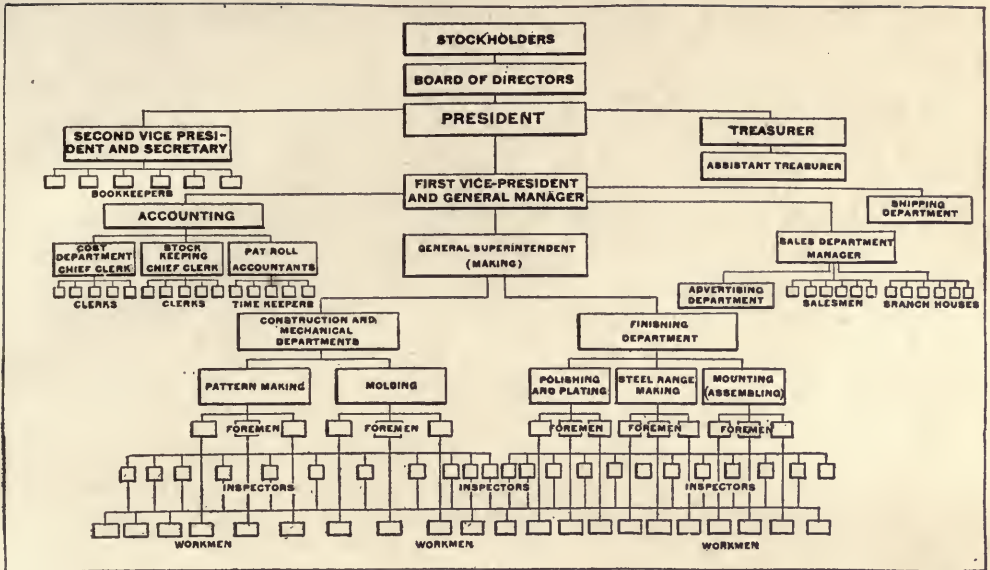 STOCKHOLDERS
BOARD OF DIRECTORS
PRESIDENT
SECOND VICE PRESI-
DENT AND SECRETARY
BOOKKEEPERS
TREASURER
ASSISTANT TREASURER
FIRST VICE-PRESIDENT
AND GENERAL MANAGER
SHIPPING
DEPARTMENT
ACCOUNTING
COST
DEPARTMENT
CHIEF CLERK
STOCK
KEEPING
CHIEF CLERK
PAY ROLL
ACCOUNTANTS
CLERKS
CLERKS
TIME KEEPERS
GENERAL SUPERINTENDENT
(MAKING)
SALES DEPARTMENT
MANAGER
ADVERTISING
DEPARTMENT
SALESMEN
BRANCH HOUSES
CONSTRUCTION AND
MECHANICAL
DEPARTMENTS
FINISHING
DEPARTMENT
PATTERN MAKING
MOLDING
POLISHING
AND PLATING
STEEL RANGE
MAKING
MOUNTING
(ASSEMBLING)
FOREMEN
FOREMEN
FOREMEN
FOREMEN
FOREMEN
INSPECTORS
INSPECTORS
INSPECTORS
WORKMEN
WORKMEN
WORKMEN